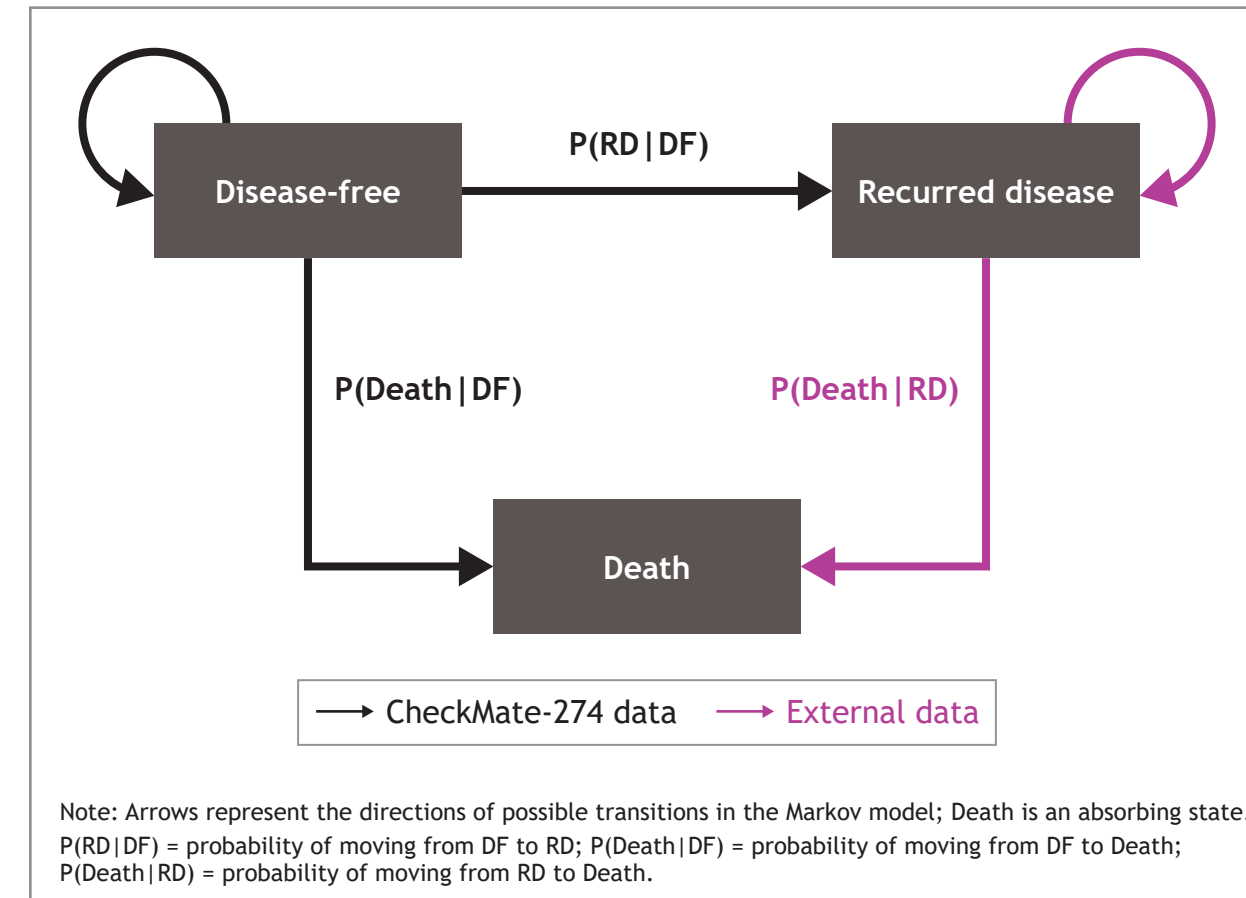 P(RD|DF)
Disease-free
Recurred disease
P(Death|DF)
P(Death|RD)
Death
CheckMate-274 data
External data
Note: Arrows represent the directions of possible transitions in the Markov model; Death is an absorbing state.
P(RD|DF) = probability of moving from DF to RD; P(Death|DF) = probability of moving from DF to Death;
P(Death|RD) = probability of moving from RD to Death.